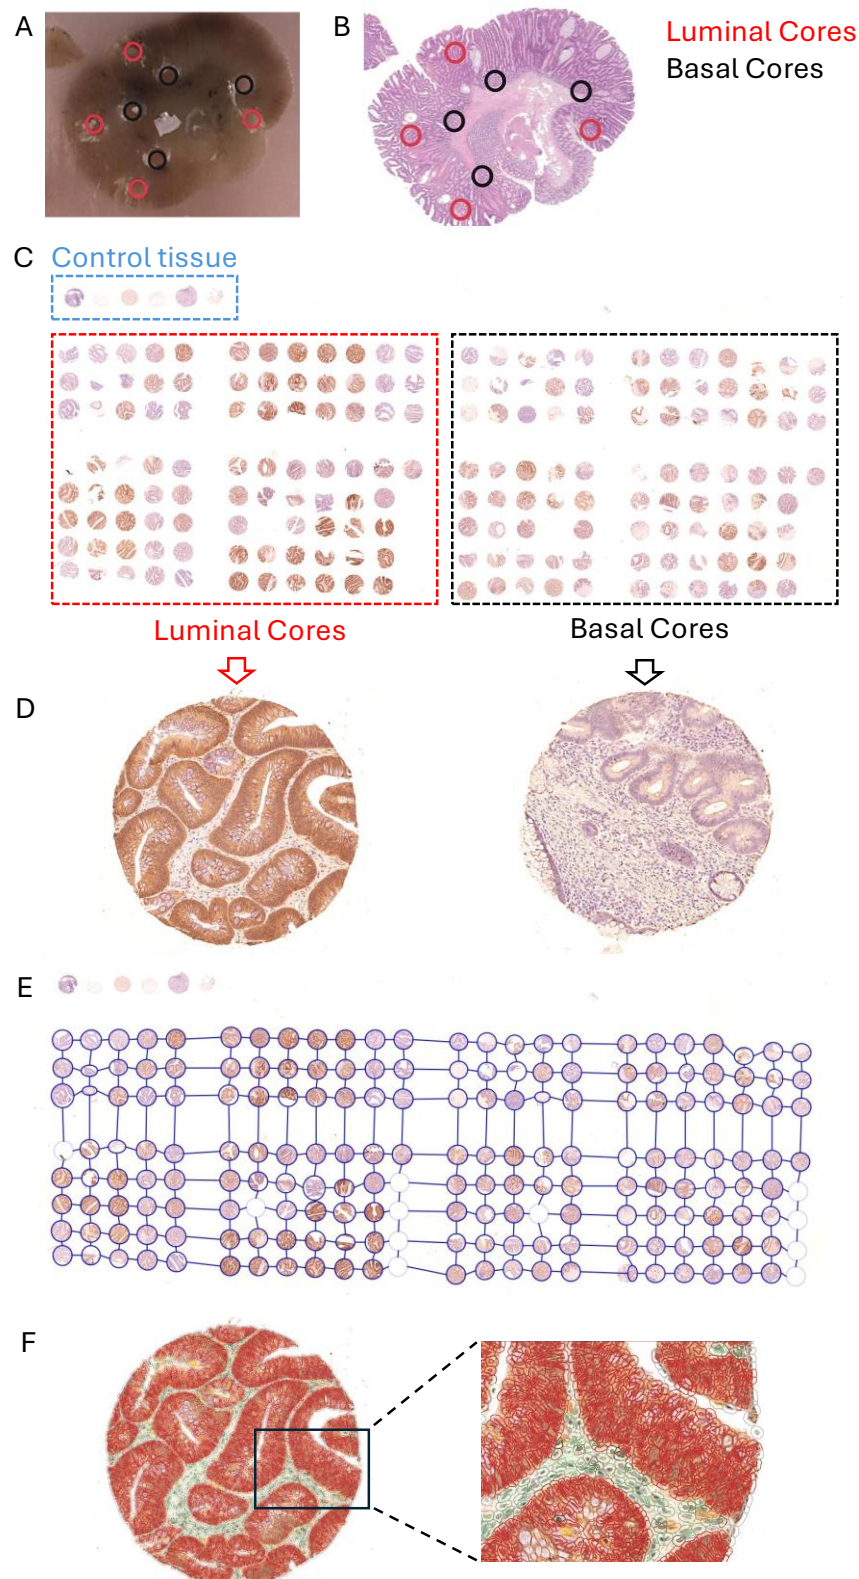 A
B
Luminal Cores
Basal Cores
C
Control tissue
Luminal Cores
Basal Cores
D
E
F